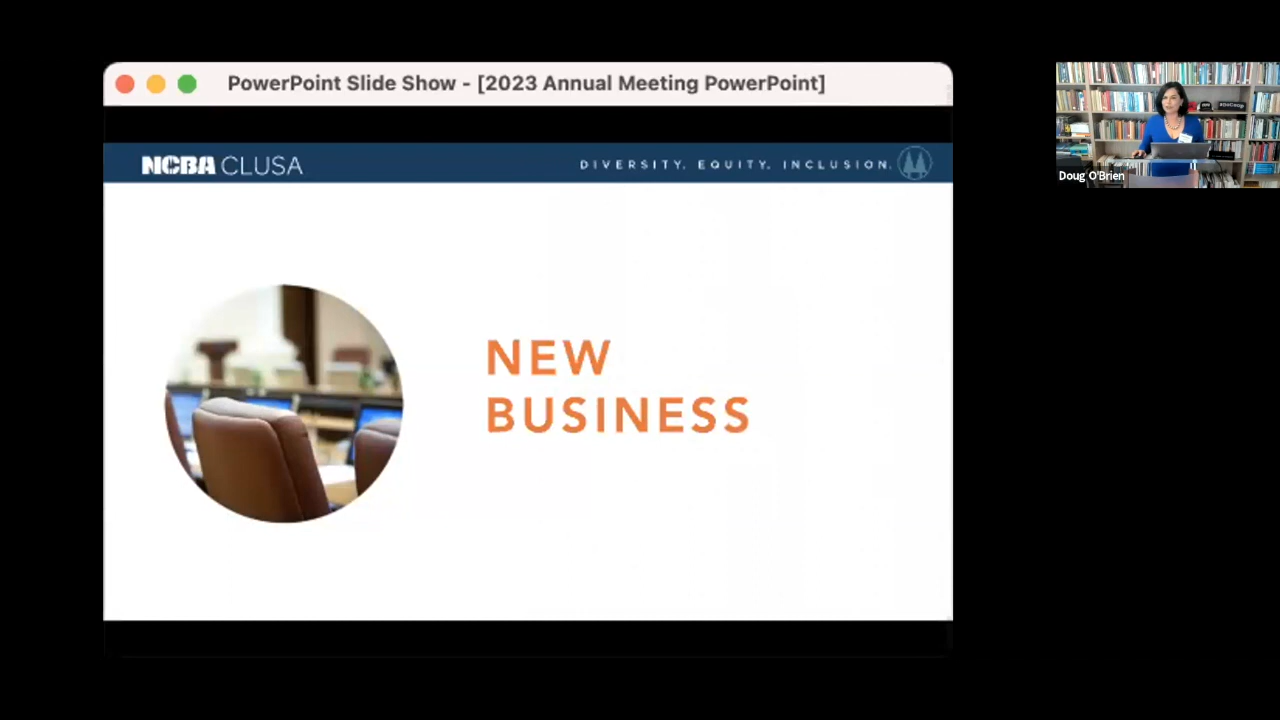 PowerPoint Slide Show - [2023 Annual Meeting PowerPoint]
NCBA CLUSA
DIVERSITY. EQUITY. INCLUSION.
NEW
BUSINESS
Doug O'Brien